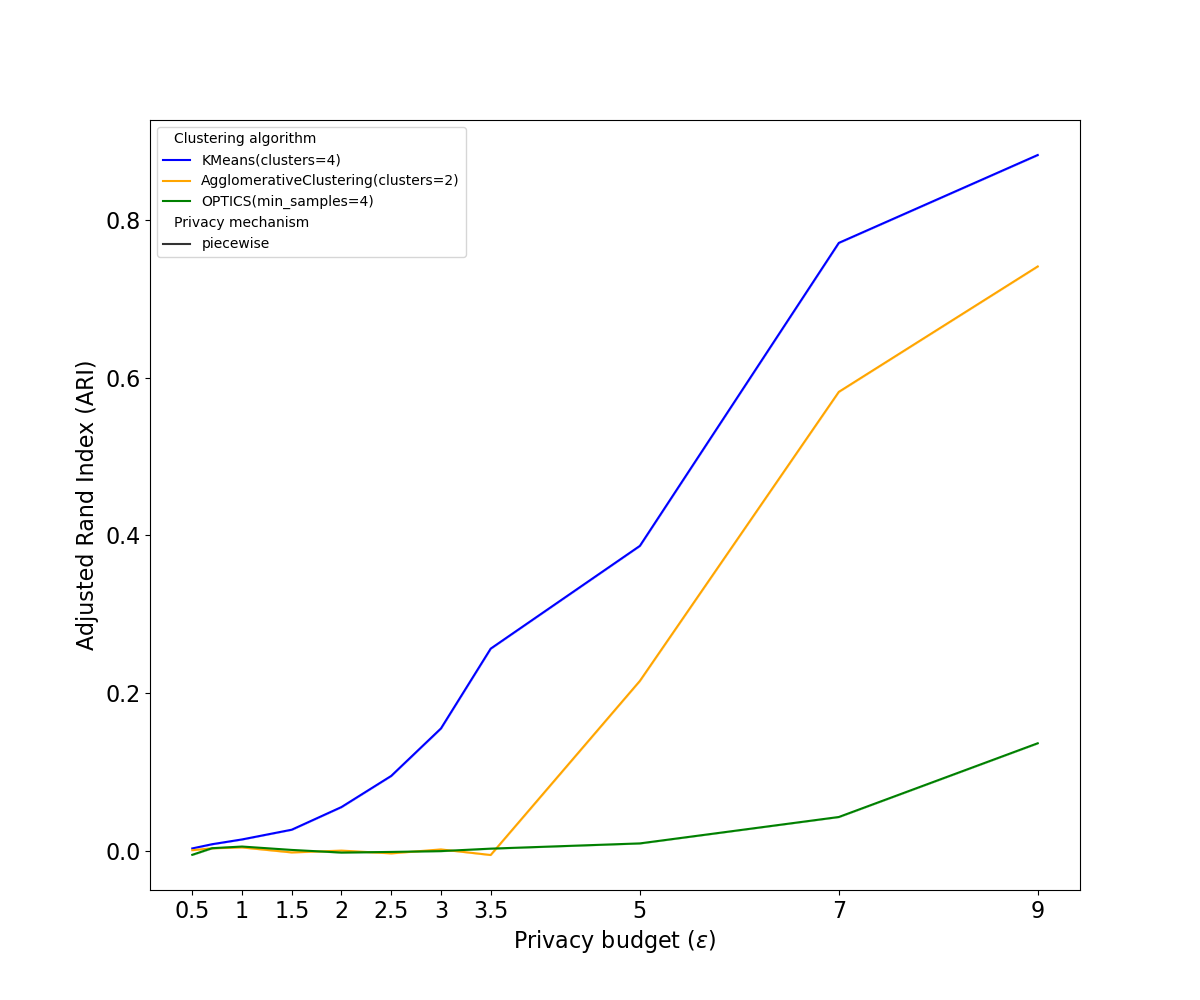 Clustering algorithm
KMeans(clusters=4)
AgglomerativeClustering(clusters=2)
OPTICS(min_samples=4)
Privacy mechanism
piecewise
0.8
0.6
0.4
0.2
0.0
Adjusted Rand Index (ARI)
0.5 1 1.5 2 2.5 3 3.5 5 7 9
Privacy budget (ε)